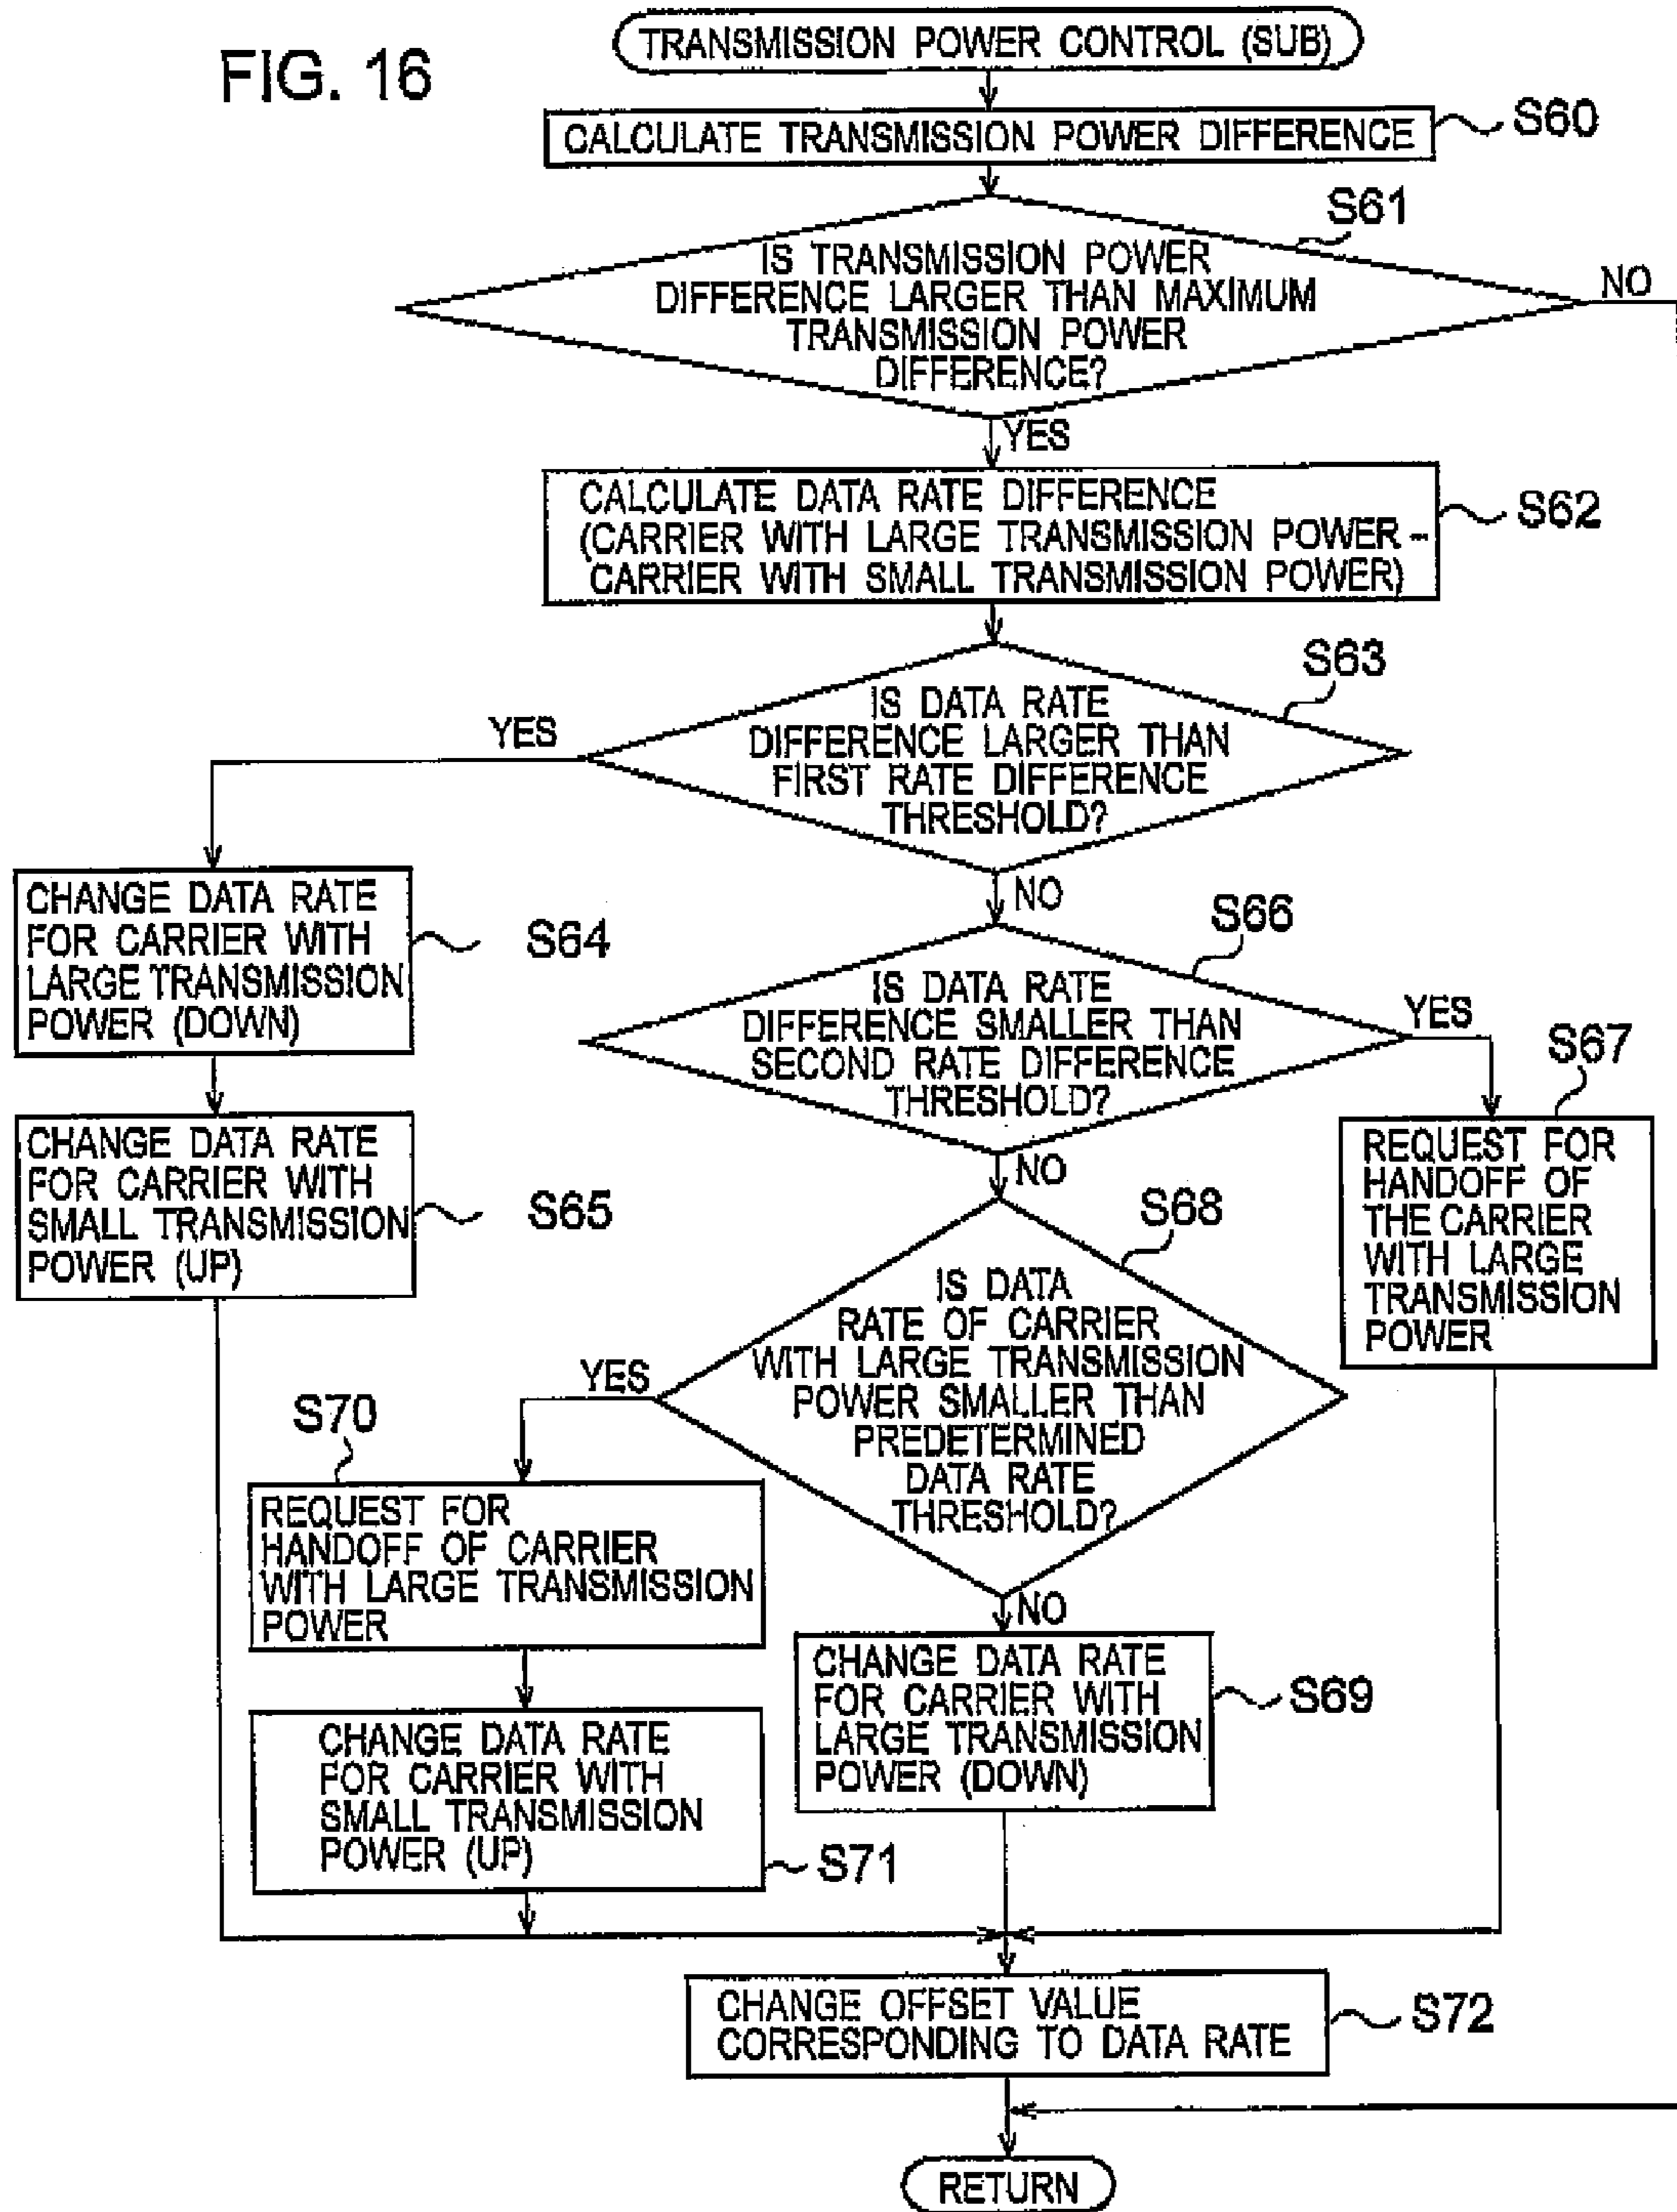 FIG. 16
TRANSMISSION POWER CONTROL (SUB)
CALCULATE TRANSMISSION POWER DIFFERENCE
S60
S61
IS TRANSMISSION POWER
DIFFERENCE LARGER THAN MAXIMUM
TRANSMISSION POWER
DIFFERENCE?
NO
YES
CALCULATE DATA RATE DIFFERENCE
(CARRIER WITH LARGE TRANSMISSION POWER -
CARRIER WITH SMALL TRANSMISSION POWER)
S62
S63
IS DATA RATE
DIFFERENCE LARGER THAN
FIRST RATE DIFFERENCE
THRESHOLD?
YES
NO
CHANGE DATA RATE
FOR CARRIER WITH
LARGE TRANSMISSION
POWER (DOWN)
S64
CHANGE DATA RATE
FOR CARRIER WITH
SMALL TRANSMISSION
POWER (UP)
S65
S66
IS DATA RATE
DIFFERENCE SMALLER THAN
SECOND RATE DIFFERENCE
THRESHOLD?
YES
NO
S67
REQUEST FOR
HANDOFF OF
THE CARRIER
WITH LARGE
TRANSMISSION
POWER
S68
IS DATA
RATE OF CARRIER
WITH LARGE TRANSMISSION
POWER SMALLER THAN
PREDETERMINED
DATA RATE
THRESHOLD?
YES
NO
S70
REQUEST FOR
HANDOFF OF CARRIER
WITH LARGE TRANSMISSION
POWER
CHANGE DATA RATE
FOR CARRIER WITH
LARGE TRANSMISSION
POWER (DOWN)
S69
CHANGE DATA RATE
FOR CARRIER WITH
SMALL TRANSMISSION
POWER (UP)
S71
CHANGE OFFSET VALUE
CORRESPONDING TO DATA RATE
S72
RETURN